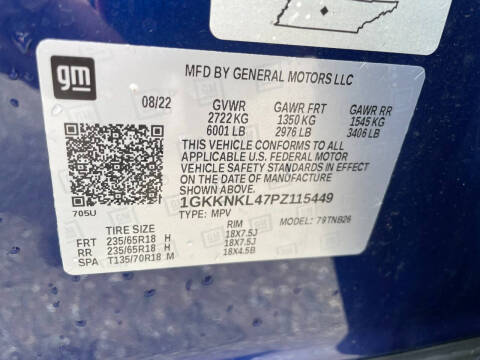 gm
MFD BY GENERAL MOTORS LLC
08/22 GVWR GAWR FRT GAWR RR
2722 KG 1350 KG 1545 KG
6001 LB 2976 LB 3406 LB
THIS VEHICLE CONFORMS TO ALL
APPLICABLE U.S. FEDERAL MOTOR
VEHICLE SAFETY STANDARDS IN EFFECT
ON THE DATE OF MANUFACTURE
SHOWN ABOVE.
1GKKNKL47PZ115449
705U TYPE: MPV MODEL: 79TNB26
TIRE SIZE RIM
FRT 235/65R18 H 18X7.5J
RR 235/65R18 H 18X7.5J
SPA T135/70R18 M 18X4.5B